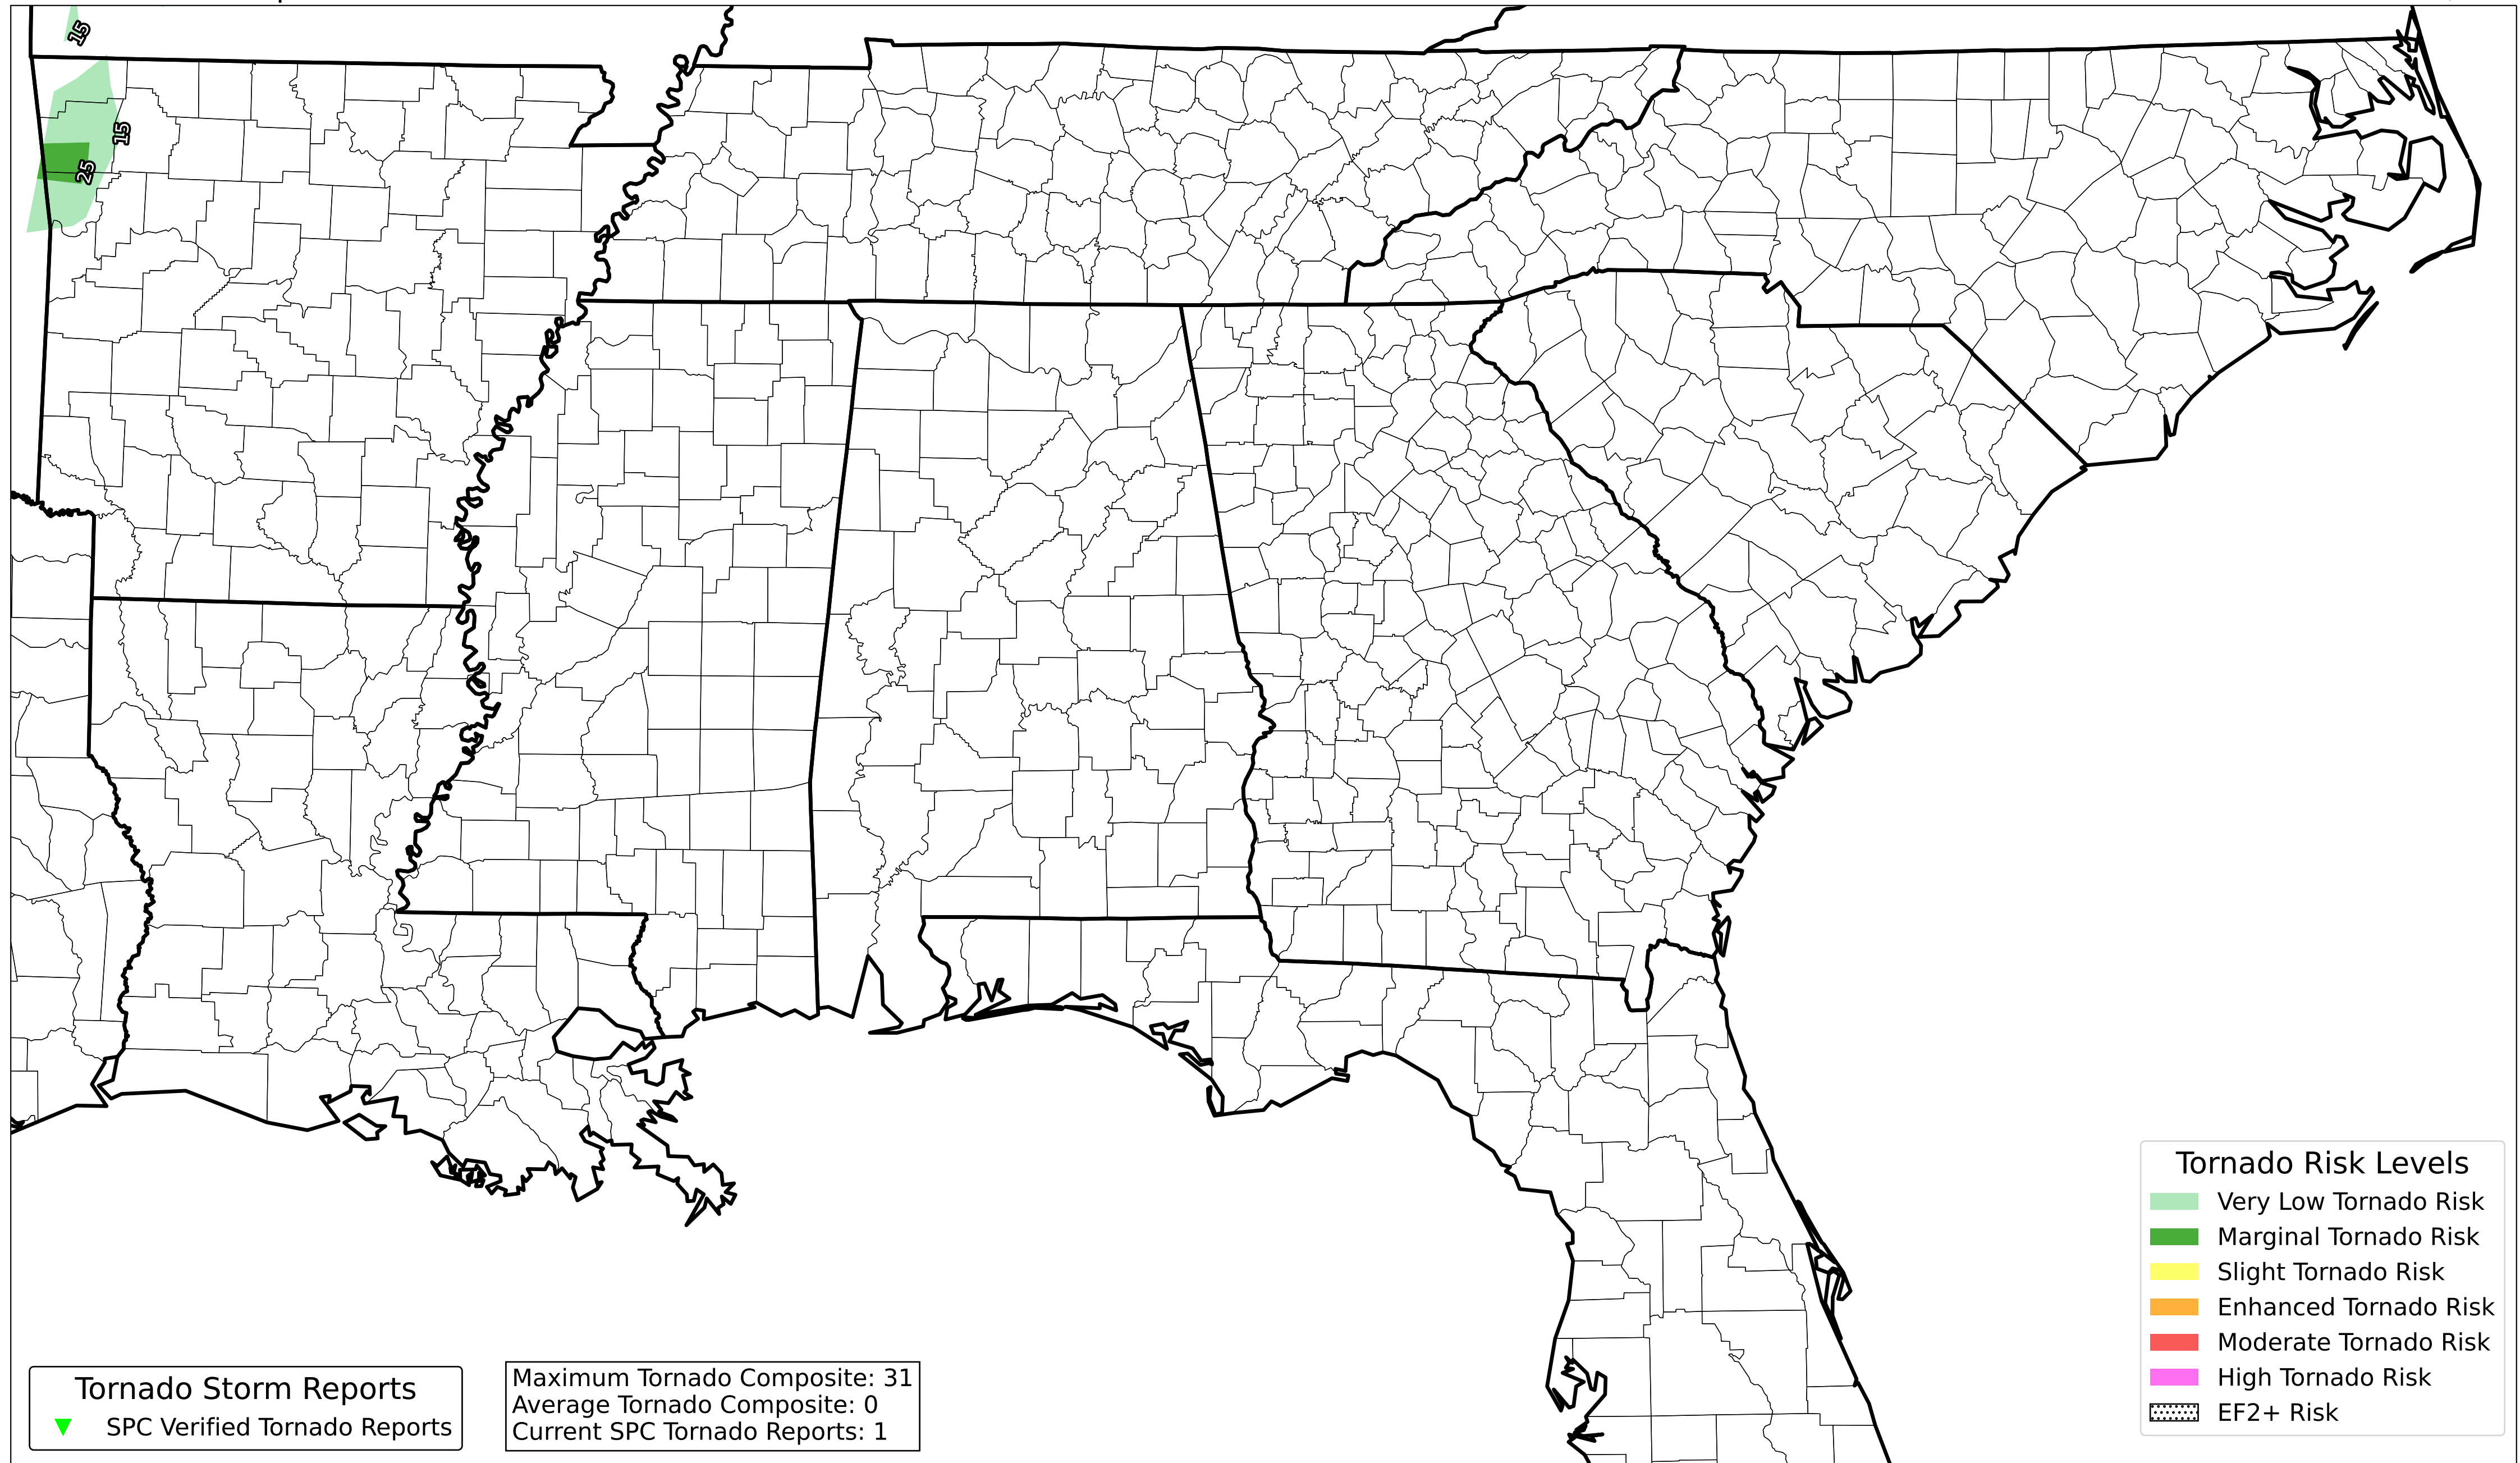 15
15
25
Tornado Risk Levels
Very Low Tornado Risk
Marginal Tornado Risk
Slight Tornado Risk
Enhanced Tornado Risk
Moderate Tornado Risk
High Tornado Risk
EF2+ Risk
Tornado Storm Reports
SPC Verified Tornado Reports
Maximum Tornado Composite: 31
Average Tornado Composite: 0
Current SPC Tornado Reports: 1